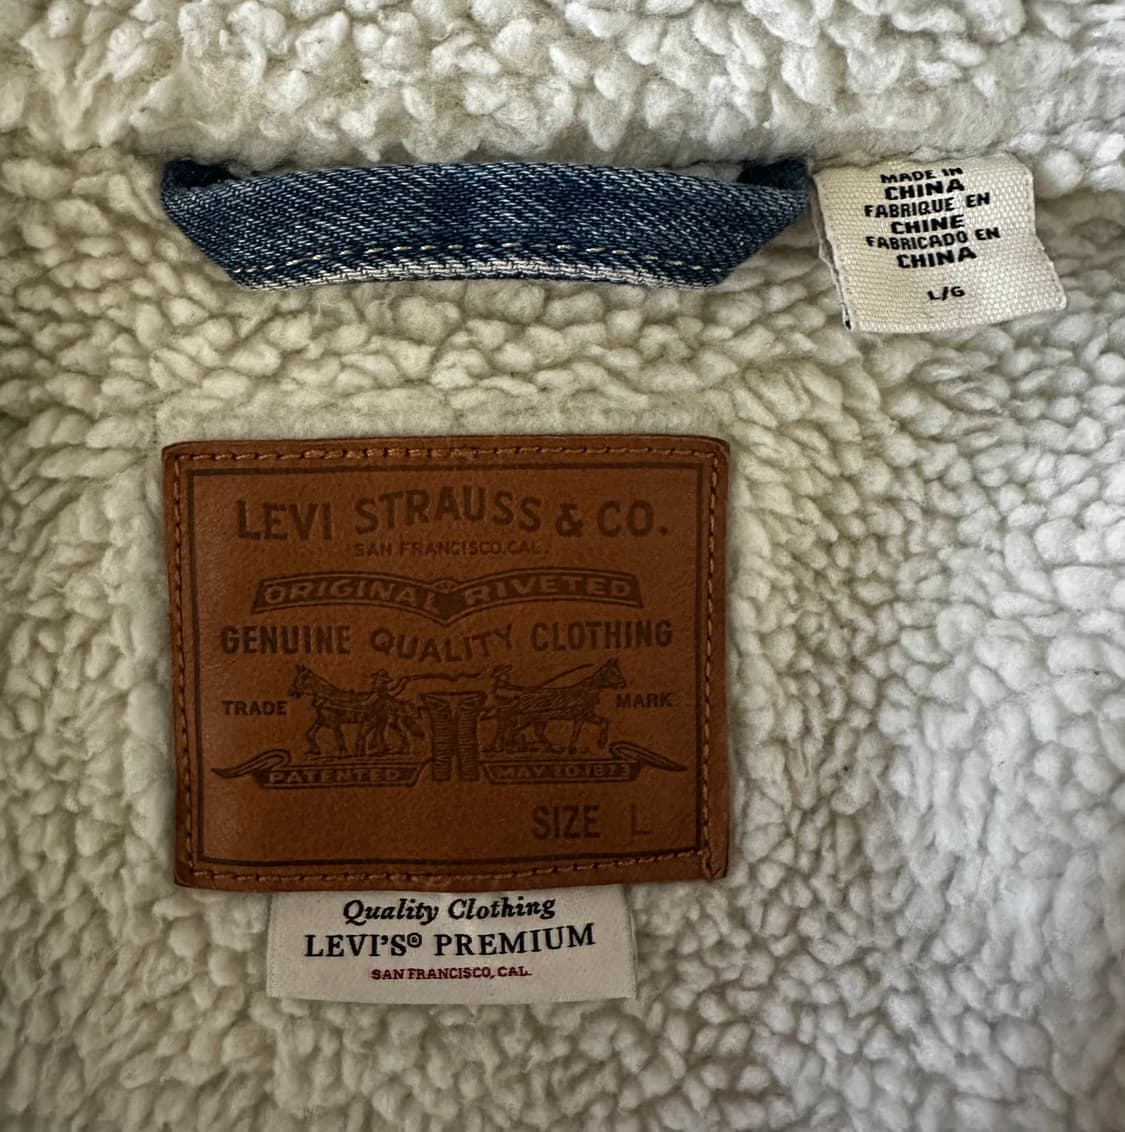 MADE IN
CHINA
FABRIQUE EN
CHINE
FABRICADO EN
CHINA
L/G
LEVI STRAUSS & CO.
SAN FRANCISCO, CAL.
ORIGINAL RIVETED
GENUINE QUALITY CLOTHING
TRADE MARK
PATENTED MAY 20 1873
SIZE L
Quality Clothing
LEVI'S® PREMIUM
SAN FRANCISCO, CAL.